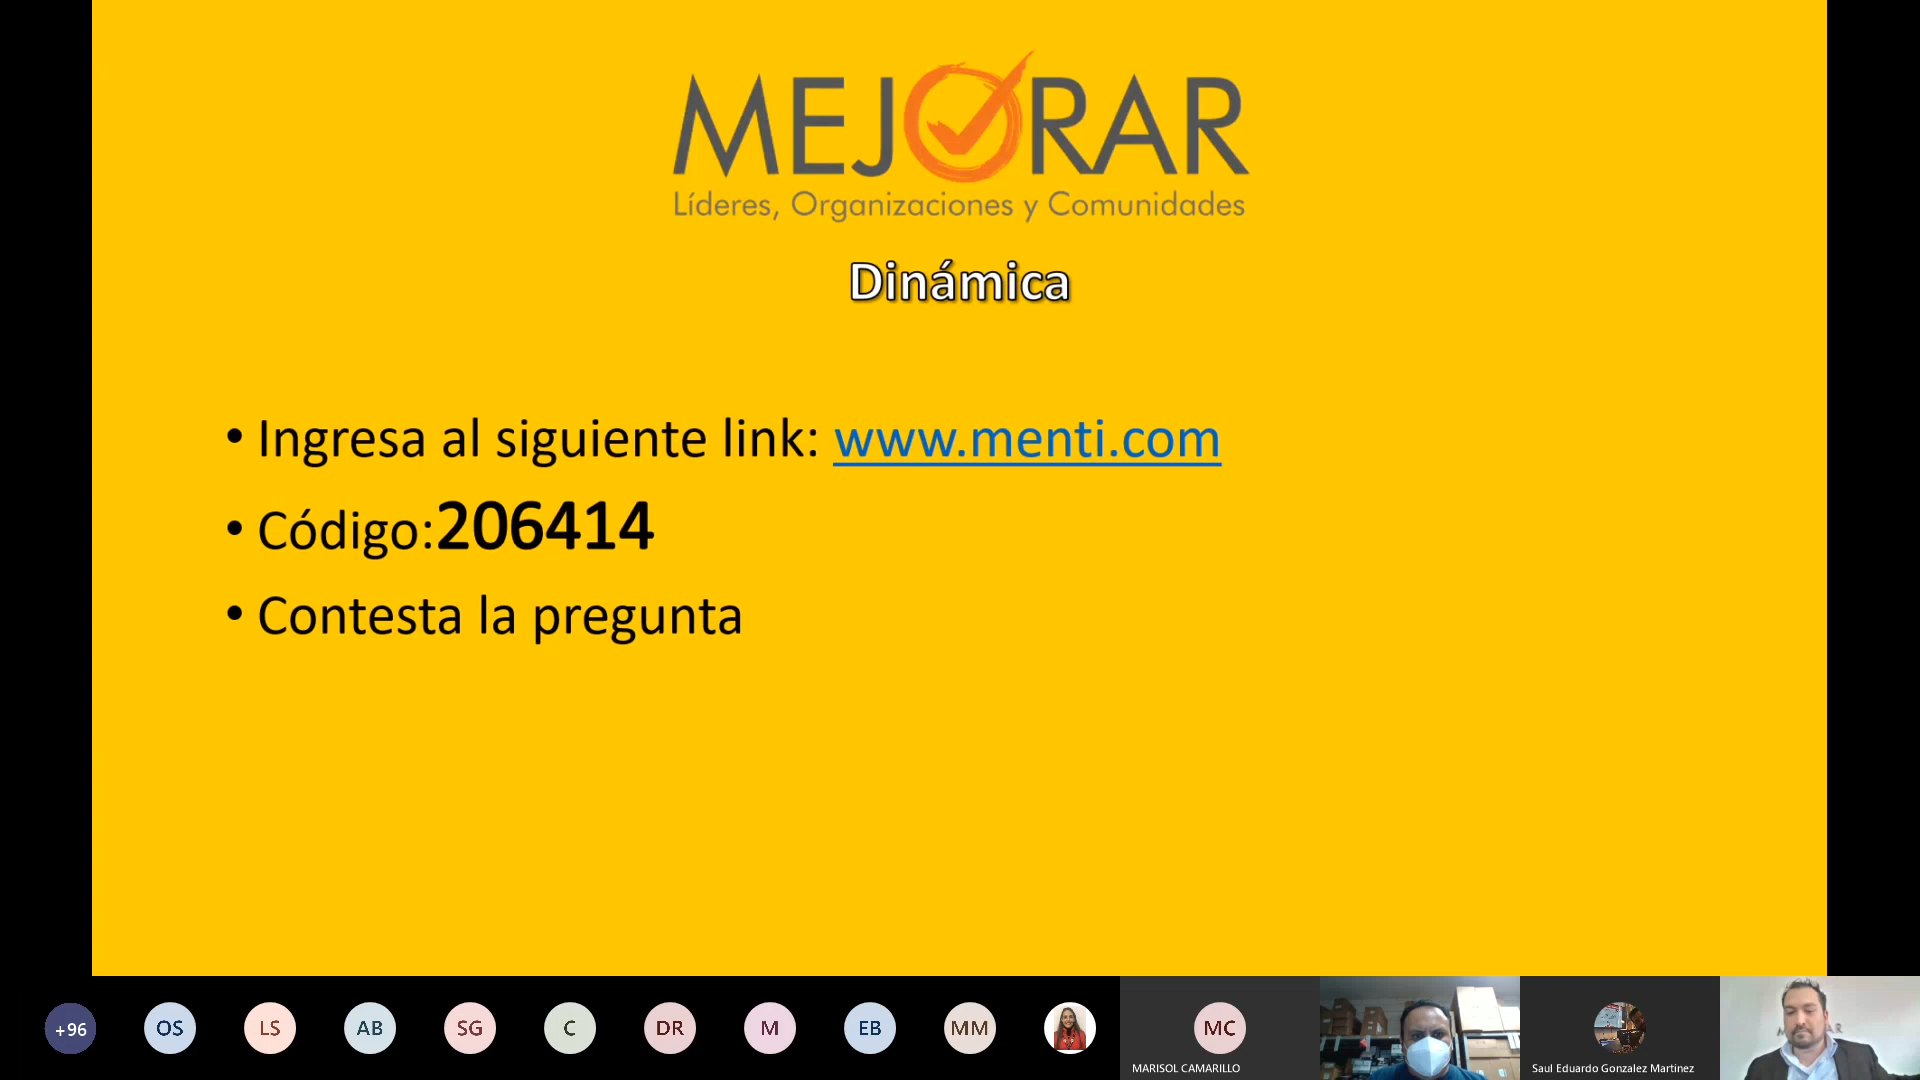 MEJORAR
Líderes, Organizaciones y Comunidades
Dinámica
• Ingresa al siguiente link: www.menti.com
• Código:206414
• Contesta la pregunta
+96
OS
LS
AB
SG
C
DR
M
EB
MM
MC
MARISOL CAMARILLO
Saul Eduardo Gonzalez Martinez